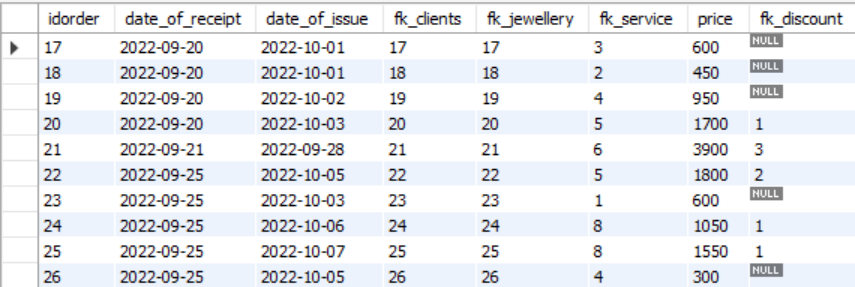 idorder date_of_receipt date_of_issue fk_clients fk_jewellery fk_service price fk_discount
17 2022-09-20 2022-10-01 17 17 3 600 NULL
18 2022-09-20 2022-10-01 18 18 2 450 NULL
19 2022-09-20 2022-10-02 19 19 4 950 NULL
20 2022-09-20 2022-10-03 20 20 5 1700 1
21 2022-09-21 2022-09-28 21 21 6 3900 3
22 2022-09-25 2022-10-05 22 22 5 1800 2
23 2022-09-25 2022-10-03 23 23 1 600 NULL
24 2022-09-25 2022-10-06 24 24 8 1050 1
25 2022-09-25 2022-10-07 25 25 8 1550 1
26 2022-09-25 2022-10-05 26 26 4 300 NULL